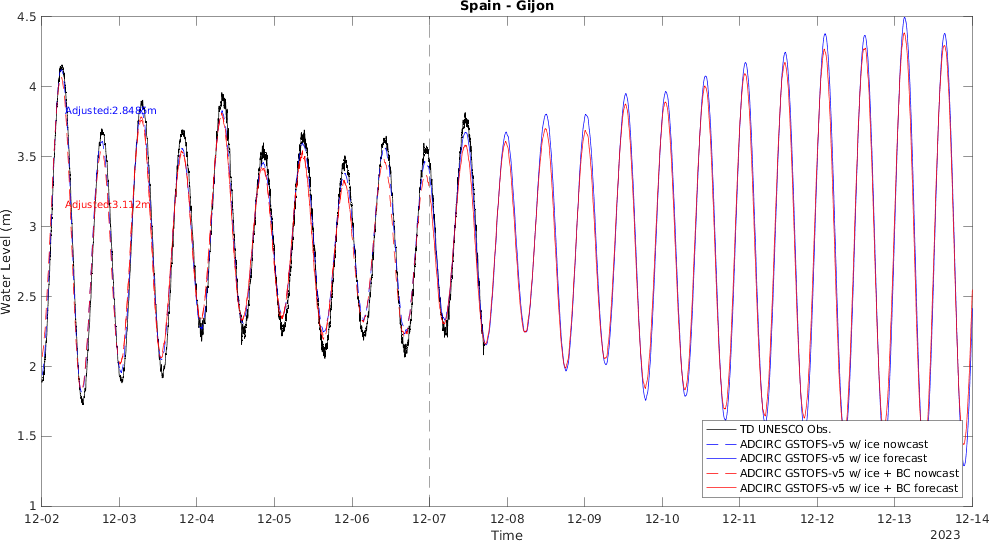 Spain - Gijon
4.5
4
3.5
3
2.5
2
1.5
1
Water Level (m)
Adjusted:2.8485m
Adjusted:3.112m
TD UNESCO Obs.
ADCIRC GSTOFS-v5 w/ ice nowcast
ADCIRC GSTOFS-v5 w/ ice forecast
ADCIRC GSTOFS-v5 w/ ice + BC nowcast
ADCIRC GSTOFS-v5 w/ ice + BC forecast
12-02 12-03 12-04 12-05 12-06 12-07 12-08 12-09 12-10 12-11 12-12 12-13 12-14
Time
2023